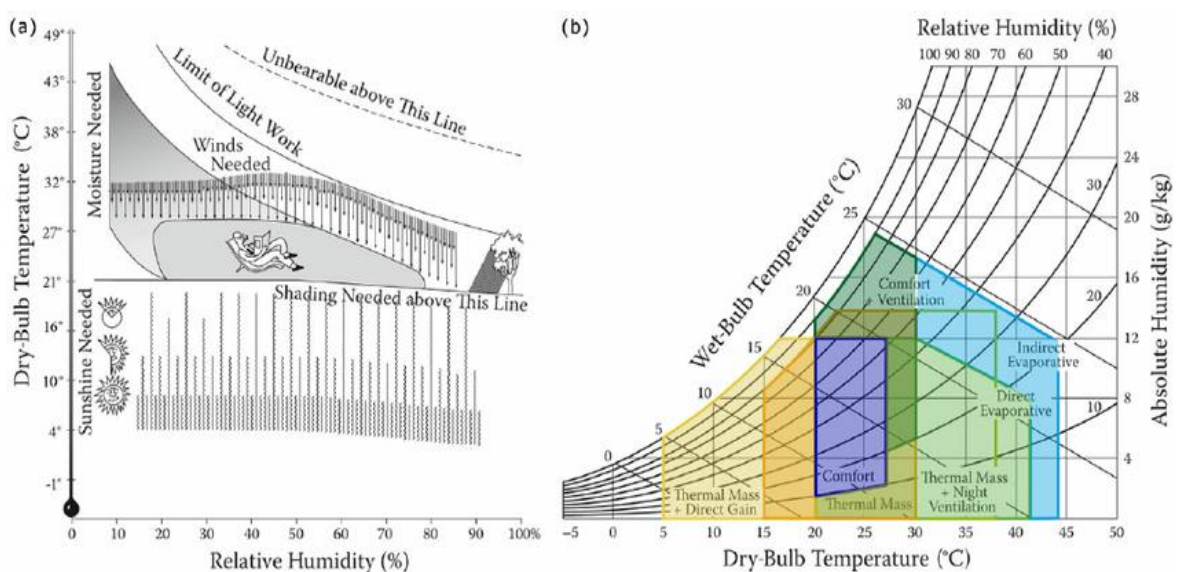 (a)
49°
43°
38°
32°
27°
21°
16°
10°
4°
-1°
Dry-Bulb Temperature (°C)
Moisture Needed
Sunshine Needed
Unbearable above This Line
Limit of Light Work
Winds
Needed
Shading Needed above This Line
0 10 20 30 40 50 60 70 80 90 100%
Relative Humidity (%)
(b)
Relative Humidity (%)
100 90 80 70 60 50 40
30
20
10
Wet-Bulb Temperature (°C)
0
5
10
15
20
25
30
28
24
20
16
12
8
4
Absolute Humidity (g/kg)
Comfort
Ventilation
Indirect
Evaporative
Direct
Evaporative
Comfort
Thermal Mass
+ Direct Gain
Thermal Mass
Thermal Mass
+ Night
Ventilation
-5 0 5 10 15 20 25 30 35 40 45 50
Dry-Bulb Temperature (°C)